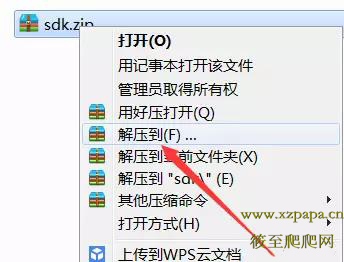 sdk.zip
打开(O)
用记事本打开该文件
管理员取得所有权
用好压打开(Q)
解压到(F) ...
解压到当前文件夹(X)
解压到 "sdk\" (E)
其他压缩命令
打开方式(H)
www.xzpapa.cn
筱至爬爬网
上传到WPS云文档